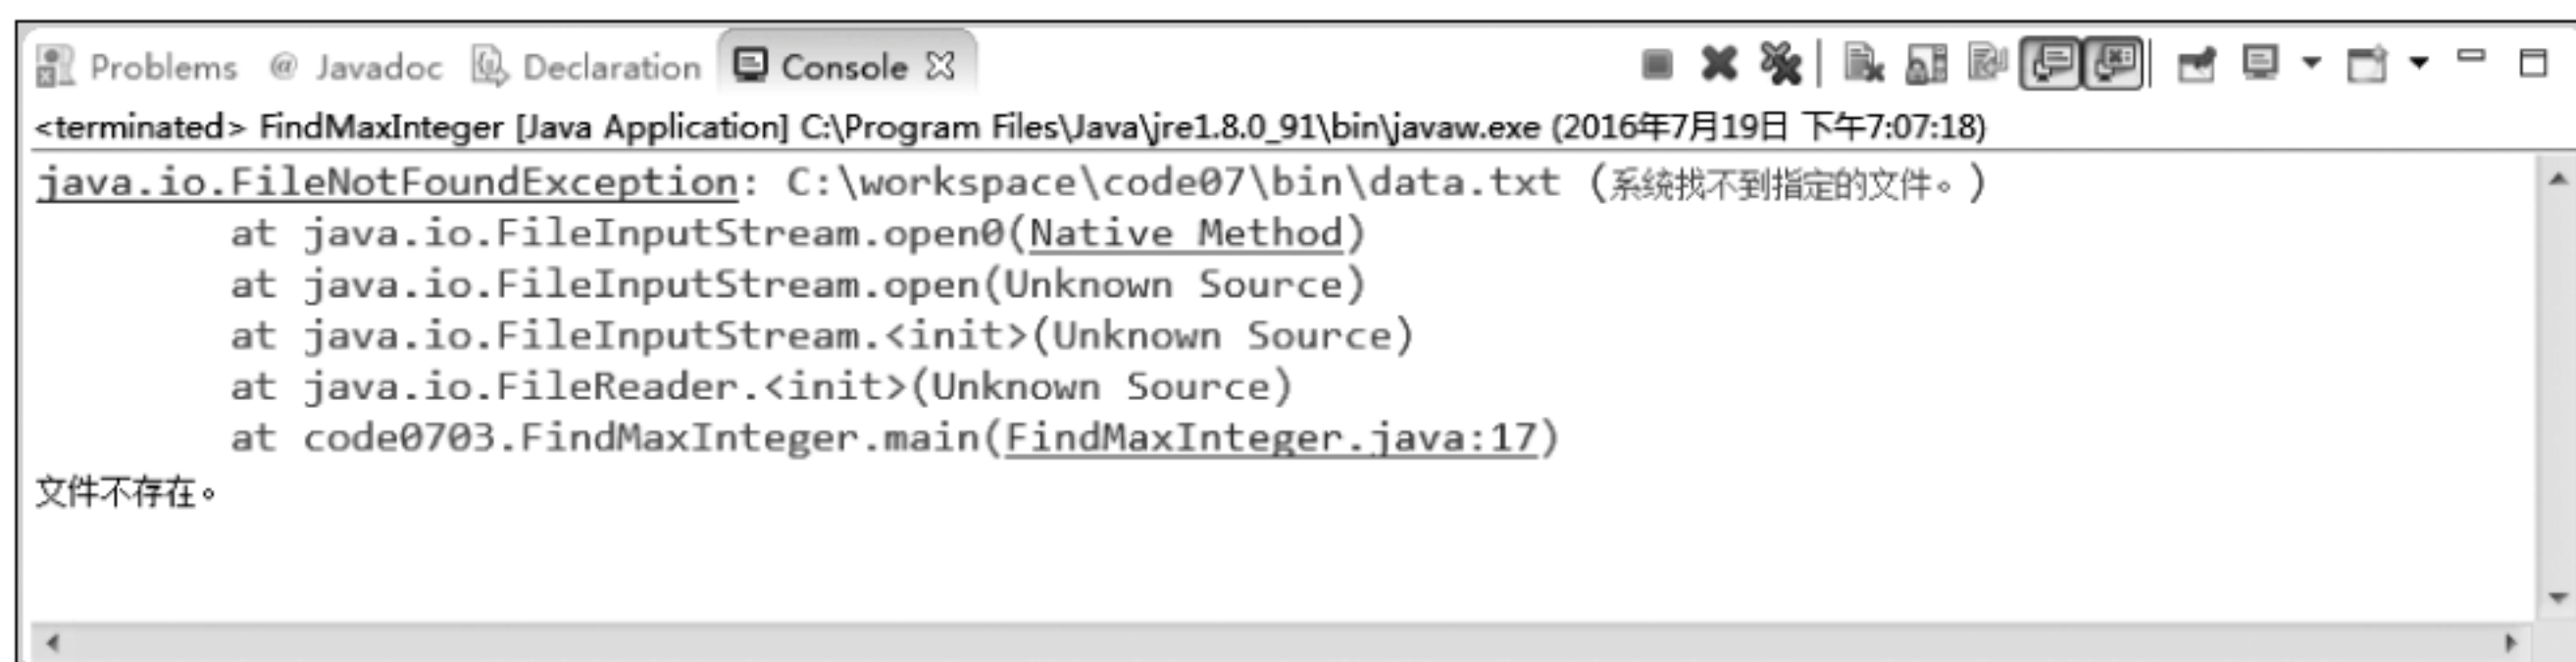 Problems @ Javadoc Declaration Console
<terminated> FindMaxInteger [Java Application] C:\Program Files\Java\jre1.8.0_91\bin\javaw.exe (2016年7月19日 下午7:07:18)
java.io.FileNotFoundException: C:\workspace\code07\bin\data.txt (系统找不到指定的文件。)
at java.io.FileInputStream.open0(Native Method)
at java.io.FileInputStream.open(Unknown Source)
at java.io.FileInputStream.<init>(Unknown Source)
at java.io.FileReader.<init>(Unknown Source)
at code0703.FindMaxInteger.main(FindMaxInteger.java:17)
文件不存在。